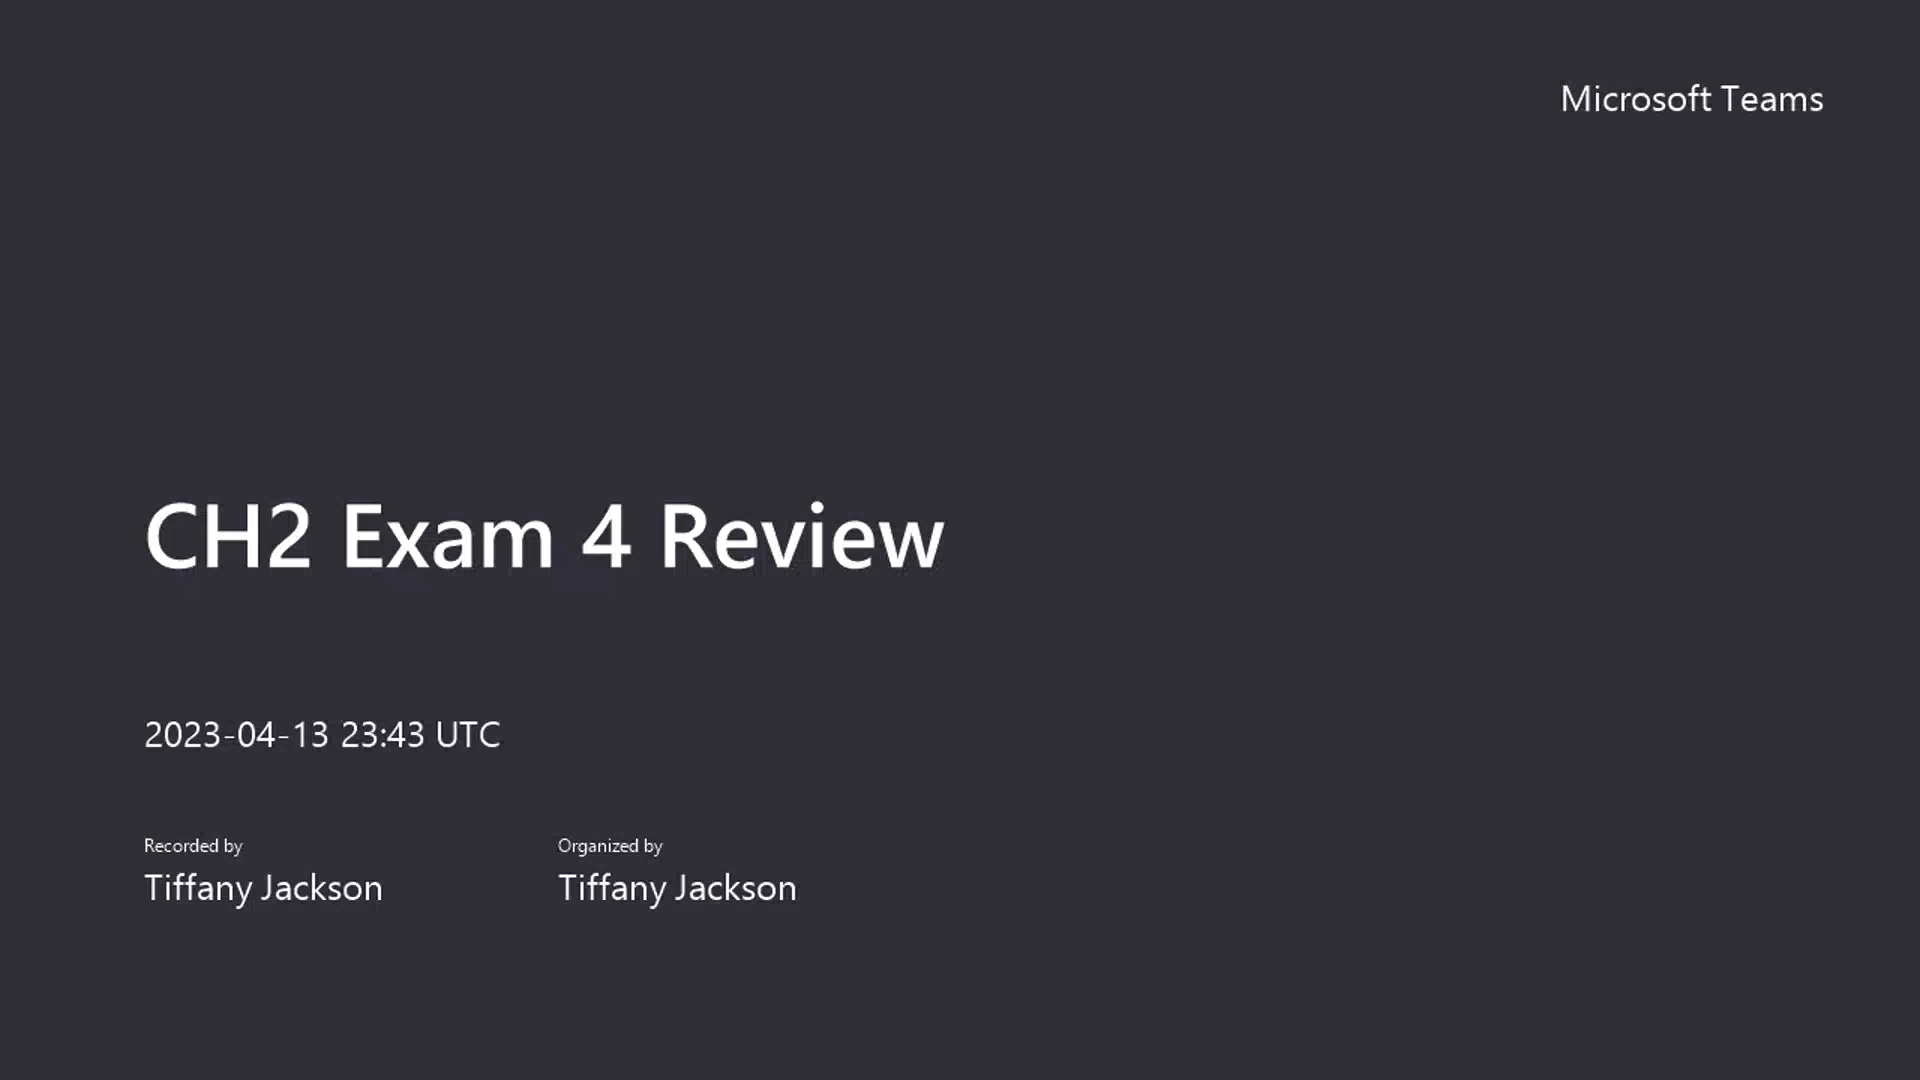 Microsoft Teams
CH2 Exam 4 Review
2023-04-13 23:43 UTC
Recorded by
Tiffany Jackson
Organized by
Tiffany Jackson